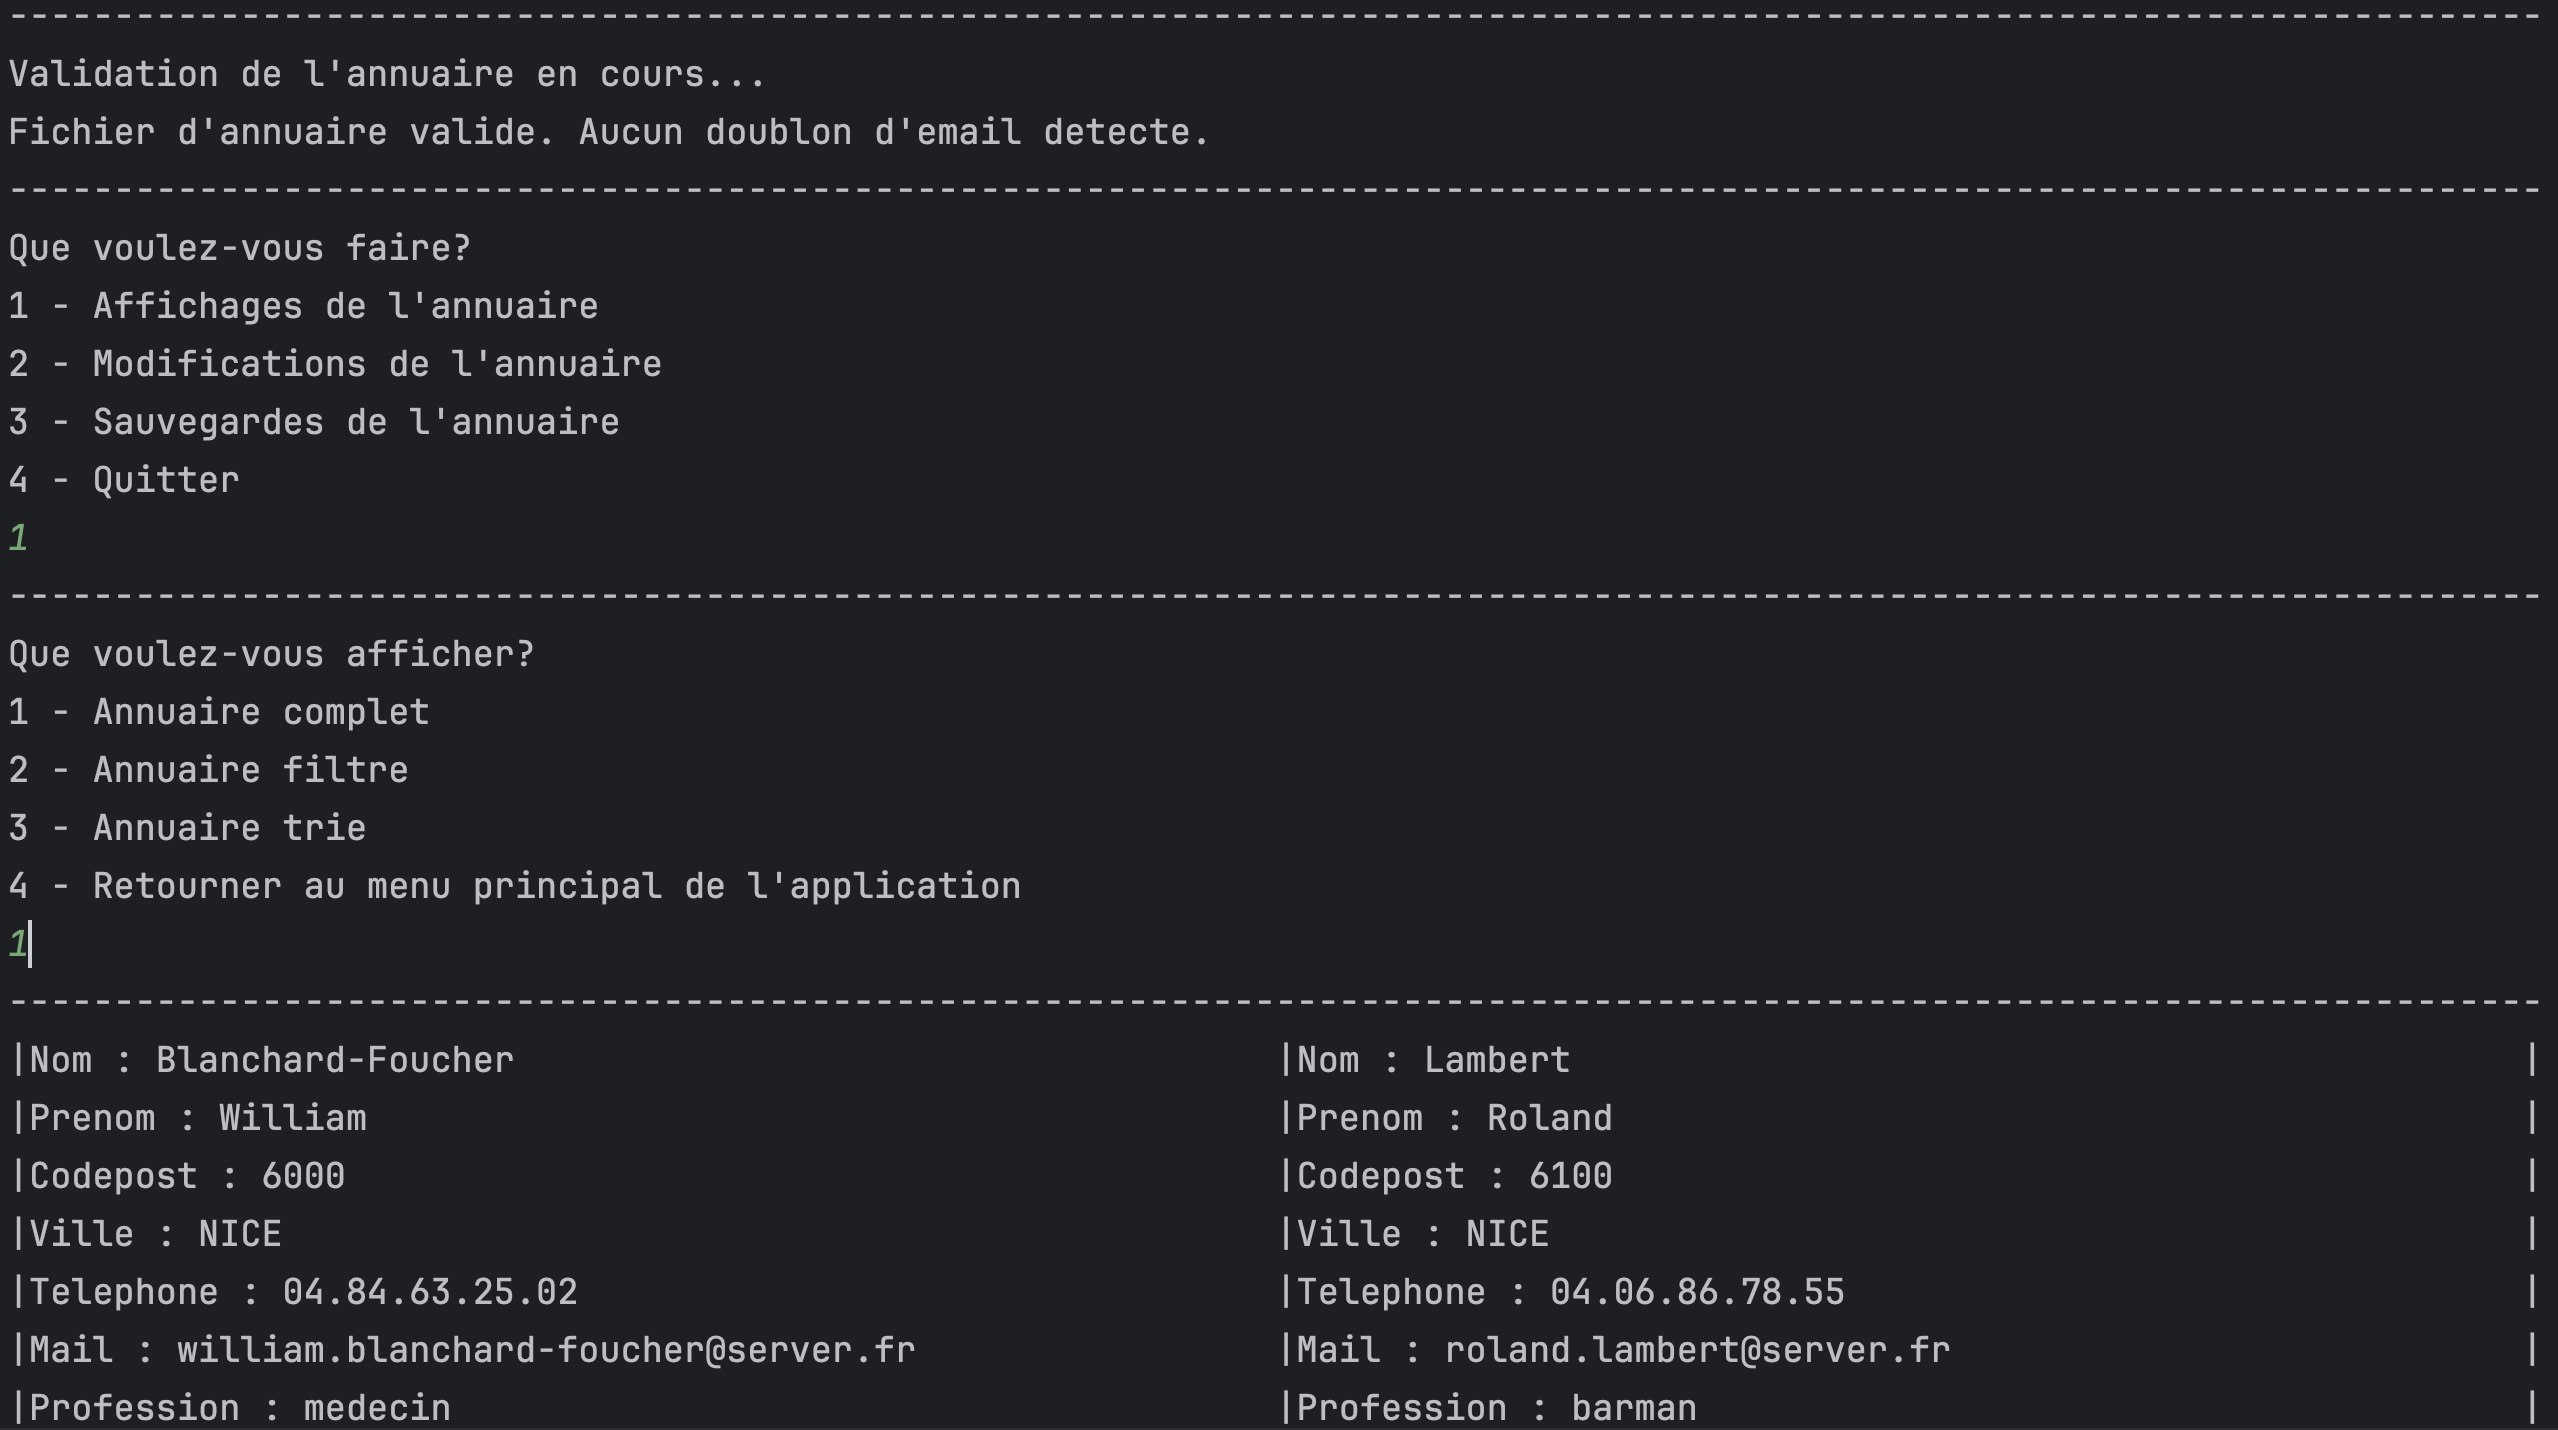 ------------------------------------------------------------------------------------------------------------------------
Validation de l'annuaire en cours...
Fichier d'annuaire valide. Aucun doublon d'email detecte.
------------------------------------------------------------------------------------------------------------------------
Que voulez-vous faire?
1 - Affichages de l'annuaire
2 - Modifications de l'annuaire
3 - Sauvegardes de l'annuaire
4 - Quitter
1
------------------------------------------------------------------------------------------------------------------------
Que voulez-vous afficher?
1 - Annuaire complet
2 - Annuaire filtre
3 - Annuaire trie
4 - Retourner au menu principal de l'application
1
------------------------------------------------------------------------------------------------------------------------
|Nom : Blanchard-Foucher                                    |Nom : Lambert                                             |
|Prenom : William                                           |Prenom : Roland                                           |
|Codepost : 6000                                            |Codepost : 6100                                           |
|Ville : NICE                                               |Ville : NICE                                              |
|Telephone : 04.84.63.25.02                                 |Telephone : 04.06.86.78.55                                |
|Mail : william.blanchard-foucher@server.fr                 |Mail : roland.lambert@server.fr                           |
|Profession : medecin                                       |Profession : barman                                       |